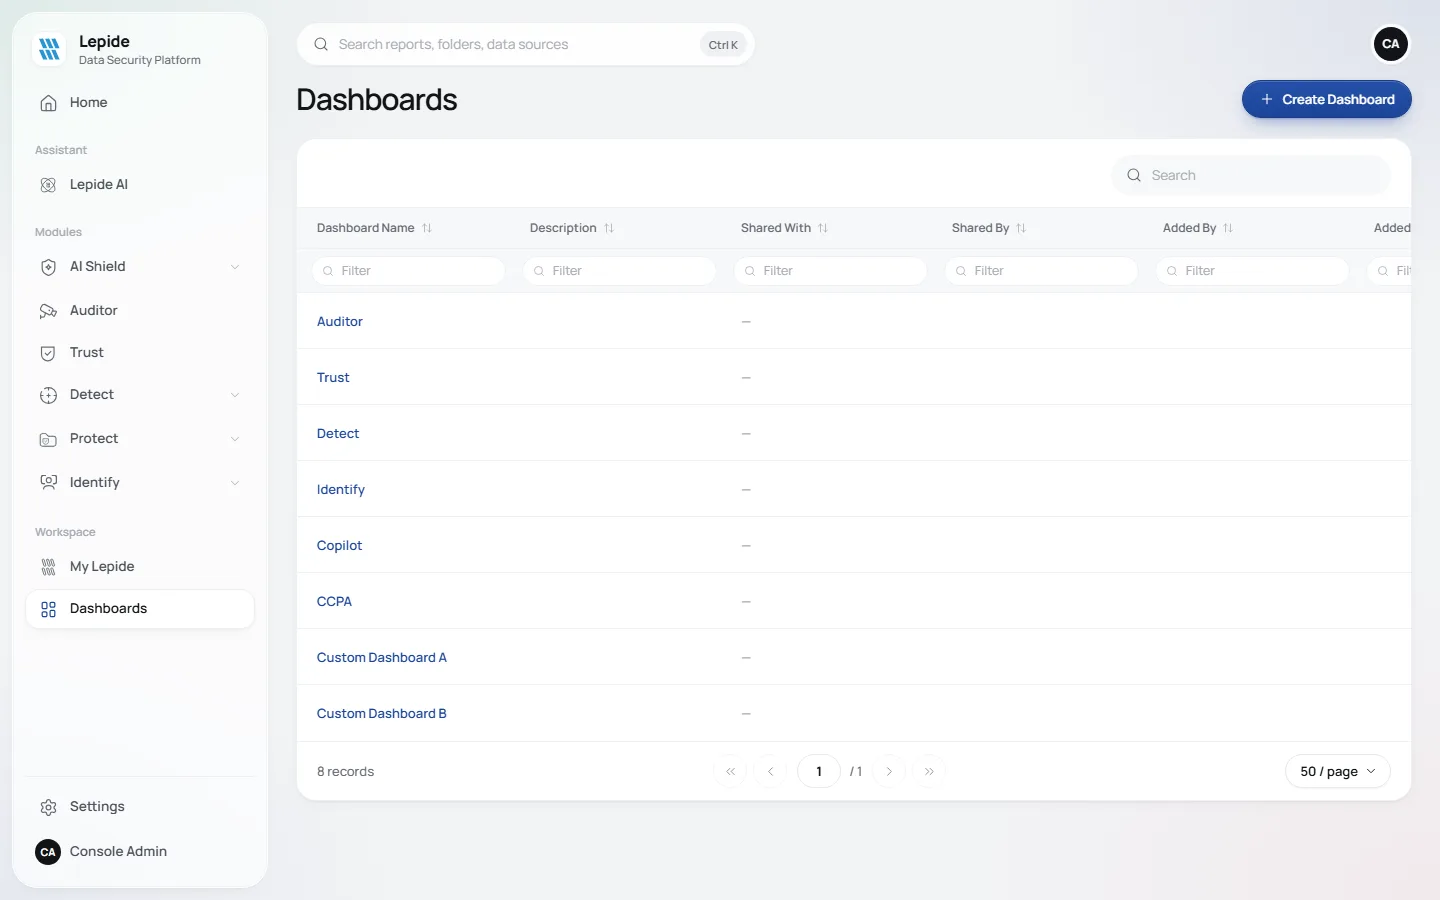 Lepide
Data Security Platform
Home
Assistant
Lepide AI
Modules
AI Shield
Auditor
Trust
Detect
Protect
Identify
Workspace
My Lepide
Dashboards
Settings
CA Console Admin
Search reports, folders, data sources Ctrl K
CA
Dashboards
+ Create Dashboard
Search
Dashboard Name Description Shared With Shared By Added By Added
Filter Filter Filter Filter Filter Filt
Auditor —
Trust —
Detect —
Identify —
Copilot —
CCPA —
Custom Dashboard A —
Custom Dashboard B —
8 records « ‹ 1 / 1 › » 50 / page